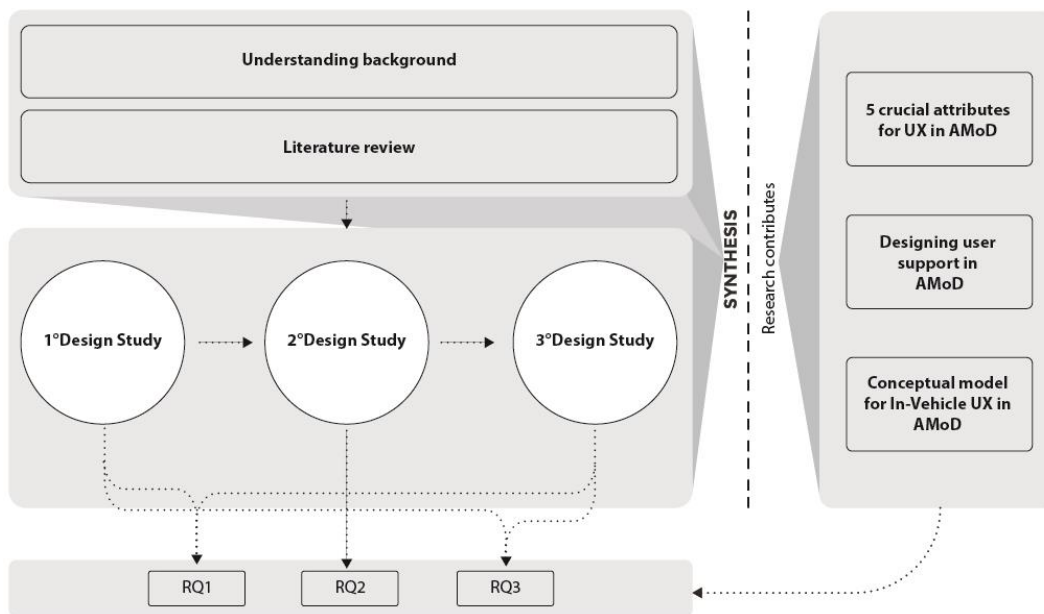 Understanding background
Literature review
1°Design Study
2°Design Study
3°Design Study
RQ1
RQ2
RQ3
SYNTHESIS
Research contributes
5 crucial attributes
for UX in AMoD
Designing user
support in
AMoD
Conceptual model
for In-Vehicle UX in
AMoD